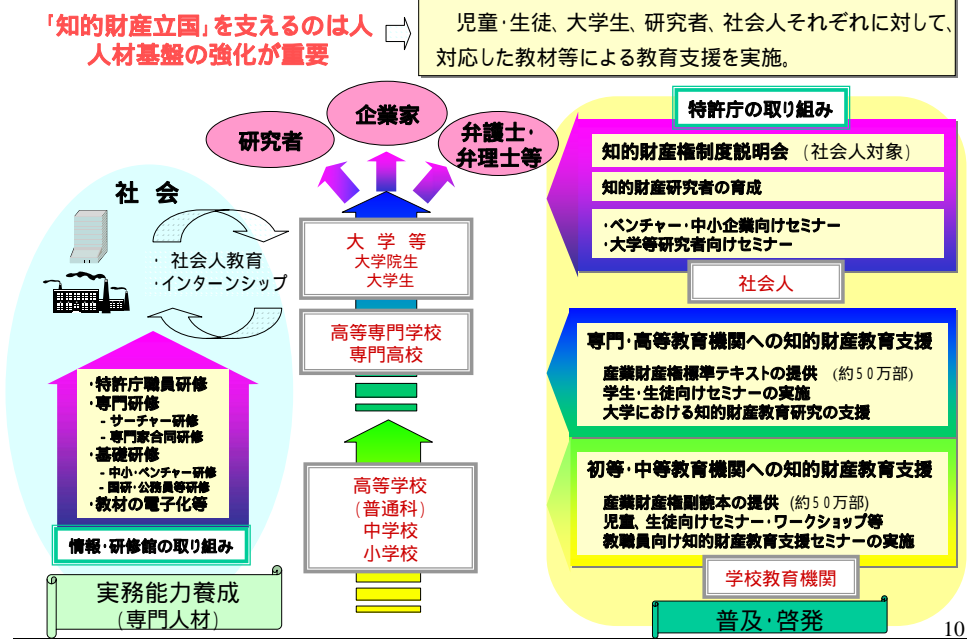 「知的財産立国」を支えるのは人
人材基盤の強化が重要
児童・生徒、大学生、研究者、社会人それぞれに対して、
対応した教材等による教育支援を実施。
研究者
企業家
弁護士・
弁理士等
社 会
・ 社会人教育
・インターンシップ
・特許庁職員研修
・専門研修
- サーチャー研修
- 専門家合同研修
・基礎研修
- 中小・ベンチャー研修
- 国研・公務員等研修
・教材の電子化等
情報・研修館の取り組み
実務能力養成
(専門人材)
大 学 等
大学院生
大学生
高等専門学校
専門高校
高等学校
(普通科)
中学校
小学校
特許庁の取り組み
知的財産権制度説明会 (社会人対象)
知的財産研究者の育成
・ベンチャー・中小企業向けセミナー
・大学等研究者向けセミナー
社会人
専門・高等教育機関への知的財産教育支援
産業財産権標準テキストの提供 (約50万部)
学生・生徒向けセミナーの実施
大学における知的財産教育研究の支援
初等・中等教育機関への知的財産教育支援
産業財産権副読本の提供 (約50万部)
児童、生徒向けセミナー・ワークショップ等
教職員向け知的財産教育支援セミナーの実施
学校教育機関
普及・啓発
10